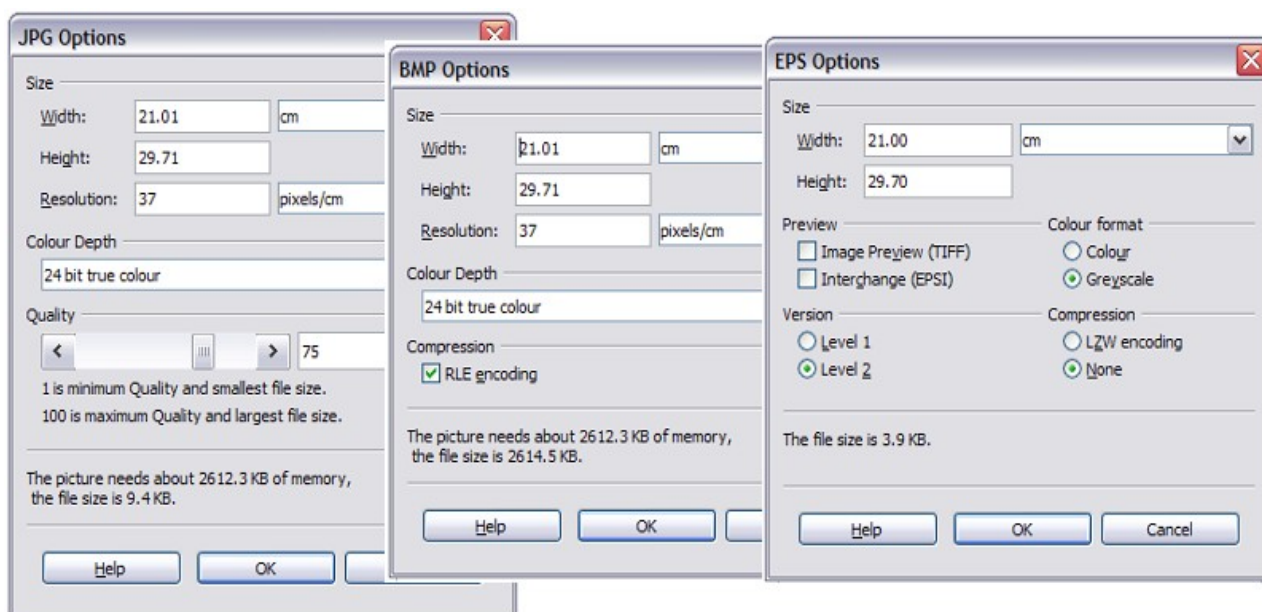 JPG Options
Size
Width: 21.01 cm
Height: 29.71
Resolution: 37 pixels/cm
Colour Depth
24 bit true colour
Quality
75
1 is minimum Quality and smallest file size.
100 is maximum Quality and largest file size.
The picture needs about 2612.3 KB of memory,
the file size is 9.4 KB.
Help OK
BMP Options
Size
Width: 21.01 cm
Height: 29.71
Resolution: 37 pixels/cm
Colour Depth
24 bit true colour
Compression
RLE encoding
The picture needs about 2612.3 KB of memory,
the file size is 2614.5 KB.
Help OK
EPS Options
Size
Width: 21.00 cm
Height: 29.70
Preview Colour format
Image Preview (TIFF) Colour
Interchange (EPSI) Greyscale
Version Compression
Level 1 LZW encoding
Level 2 None
The file size is 3.9 KB.
Help OK Cancel